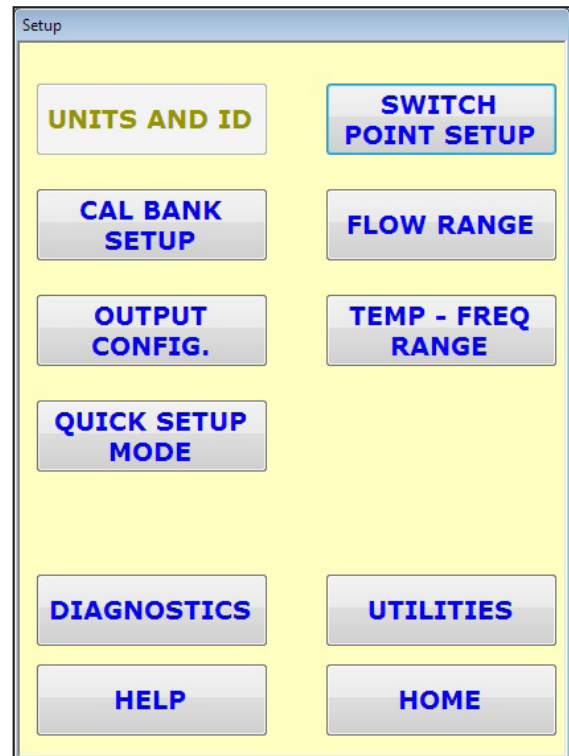 Setup
UNITS AND ID
SWITCH
POINT SETUP
CAL BANK
SETUP
FLOW RANGE
OUTPUT
CONFIG.
TEMP - FREQ
RANGE
QUICK SETUP
MODE
DIAGNOSTICS
UTILITIES
HELP
HOME